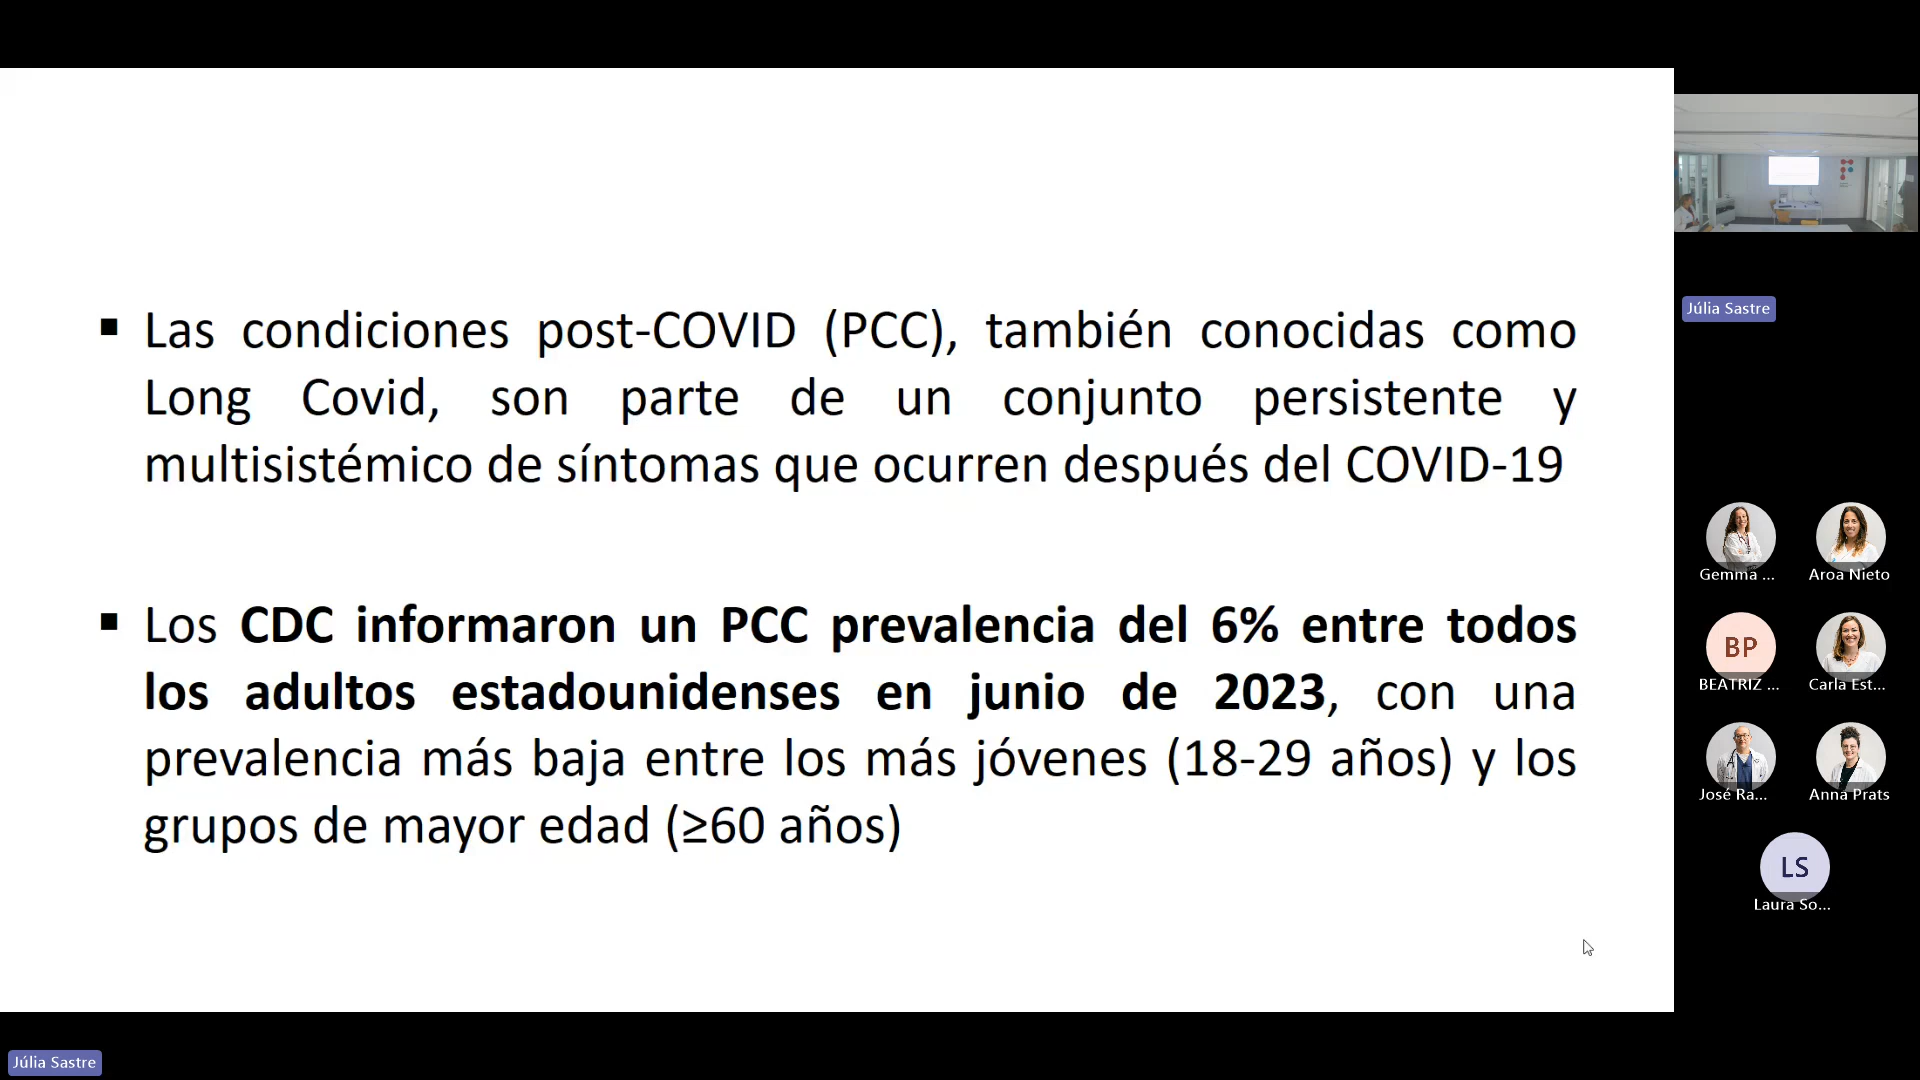 ▪ Las condiciones post-COVID (PCC), también conocidas como
Long Covid, son parte de un conjunto persistente y
multisistémico de síntomas que ocurren después del COVID-19
▪ Los CDC informaron un PCC prevalencia del 6% entre todos
los adultos estadounidenses en junio de 2023, con una
prevalencia más baja entre los más jóvenes (18-29 años) y los
grupos de mayor edad (≥60 años)
Júlia Sastre
Gemma ...
Aroa Nieto
BP
BEATRIZ ...
Carla Est...
José Ra...
Anna Prats
LS
Laura So...
Júlia Sastre